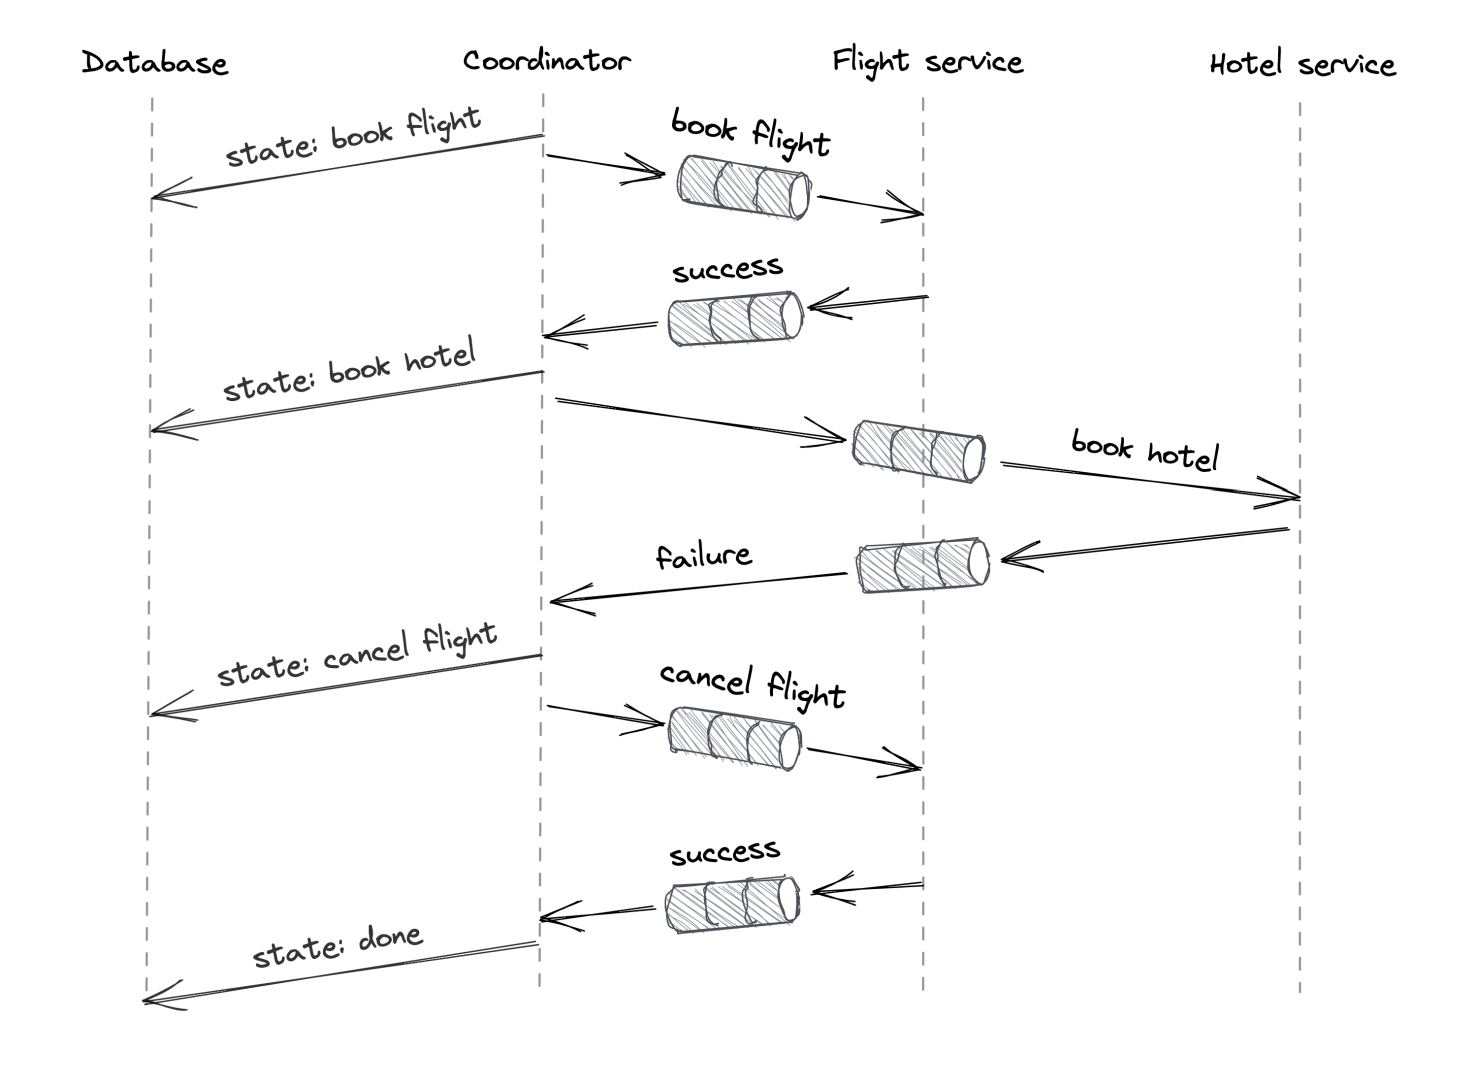 Database
Coordinator
Flight service
Hotel service
state: book flight
book flight
success
state: book hotel
book hotel
failure
state: cancel flight
cancel flight
success
state: done